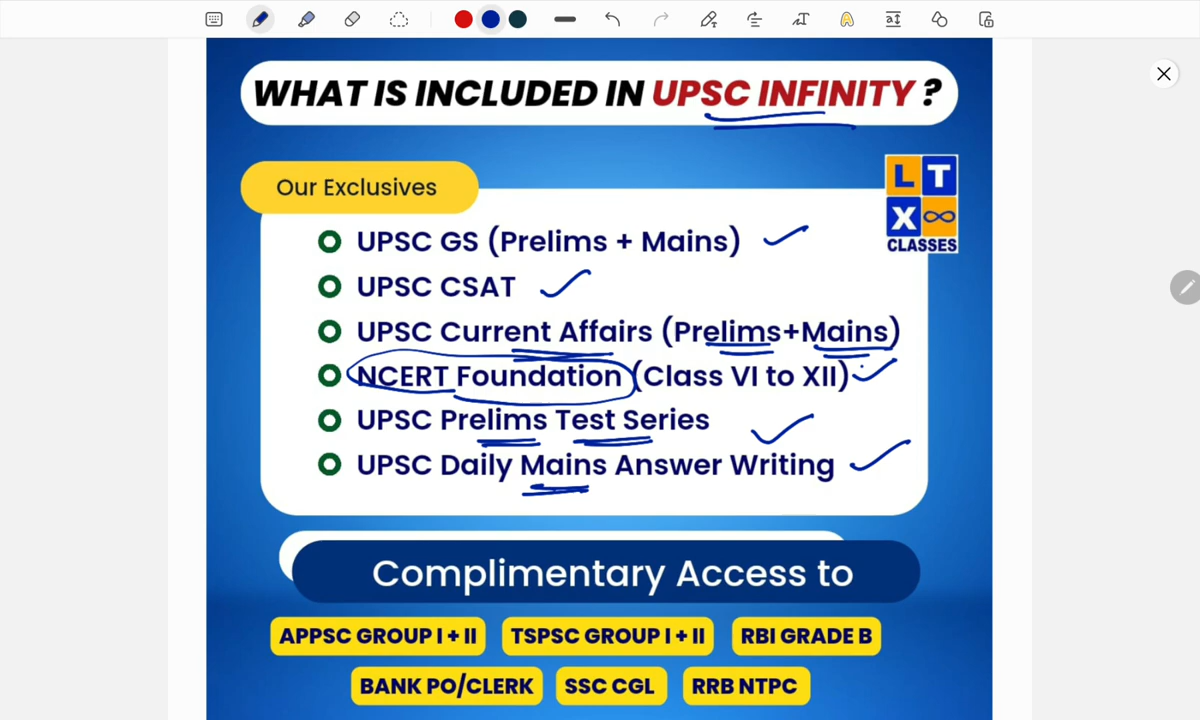 WHAT IS INCLUDED IN UPSC INFINITY ?
Our Exclusives
L T
X ∞
CLASSES
UPSC GS (Prelims + Mains)
UPSC CSAT
UPSC Current Affairs (Prelims+Mains)
NCERT Foundation (Class VI to XII)
UPSC Prelims Test Series
UPSC Daily Mains Answer Writing
Complimentary Access to
APPSC GROUP I + II TSPSC GROUP I + II RBI GRADE B
BANK PO/CLERK SSC CGL RRB NTPC